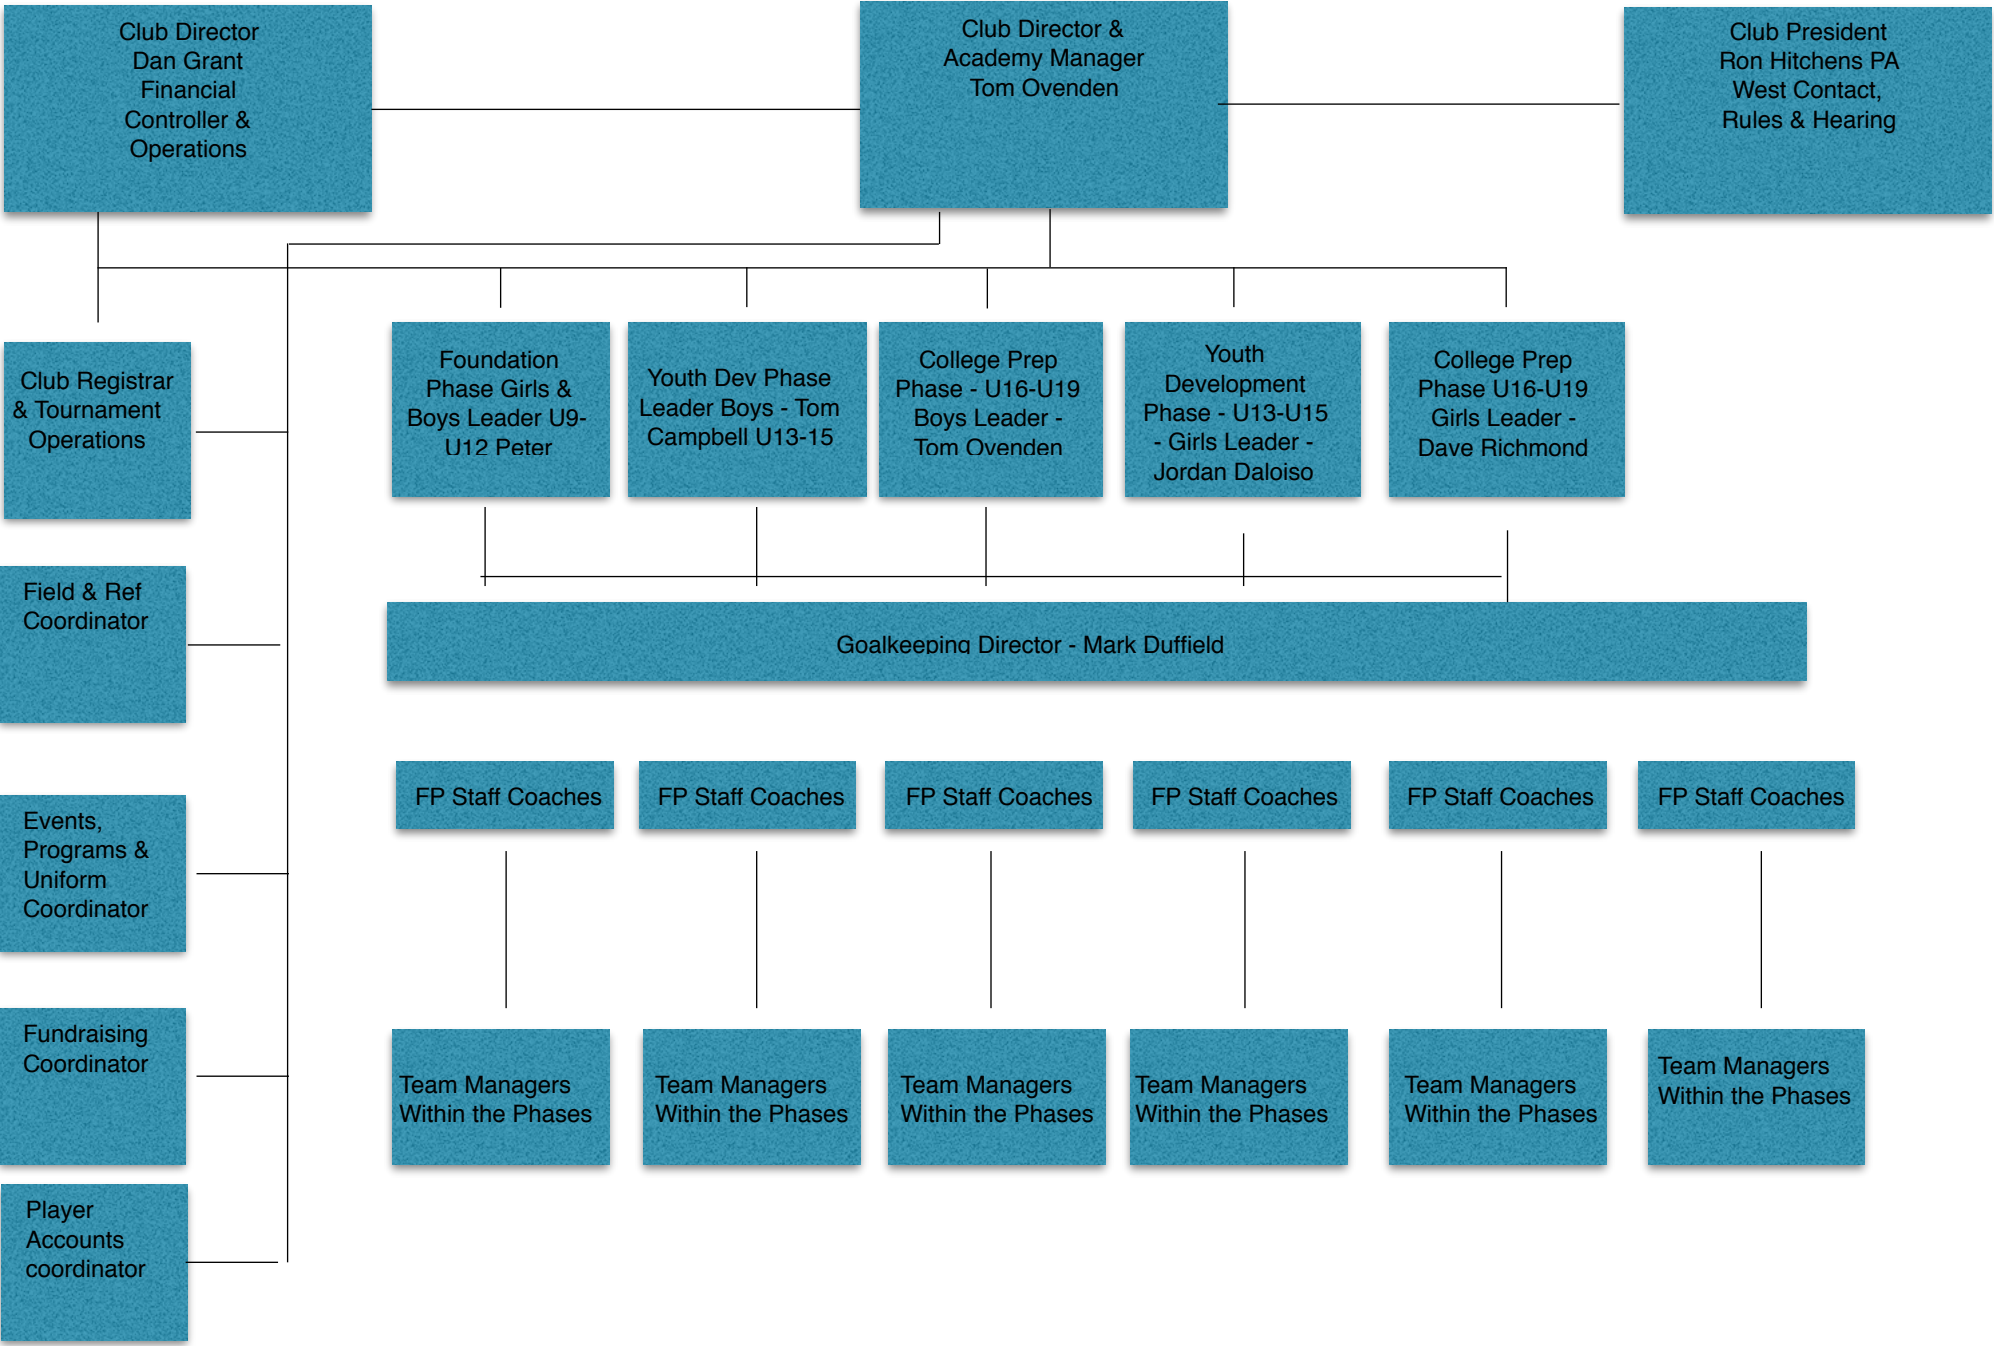 Club Director
Dan Grant
Financial
Controller &
Operations
Club Director &
Academy Manager
Tom Ovenden
Club President
Ron Hitchens PA
West Contact,
Rules & Hearing
Club Registrar
& Tournament
Operations
Foundation
Phase Girls &
Boys Leader U9-
U12 Peter
Youth Dev Phase
Leader Boys - Tom
Campbell U13-15
College Prep
Phase - U16-U19
Boys Leader -
Tom Ovenden
Youth
Development
Phase - U13-U15
- Girls Leader -
Jordan Daloiso
College Prep
Phase U16-U19
Girls Leader -
Dave Richmond
Field & Ref
Coordinator
Goalkeeping Director - Mark Duffield
Events,
Programs &
Uniform
Coordinator
FP Staff Coaches
FP Staff Coaches
FP Staff Coaches
FP Staff Coaches
FP Staff Coaches
FP Staff Coaches
Fundraising
Coordinator
Team Managers
Within the Phases
Team Managers
Within the Phases
Team Managers
Within the Phases
Team Managers
Within the Phases
Team Managers
Within the Phases
Team Managers
Within the Phases
Player
Accounts
coordinator